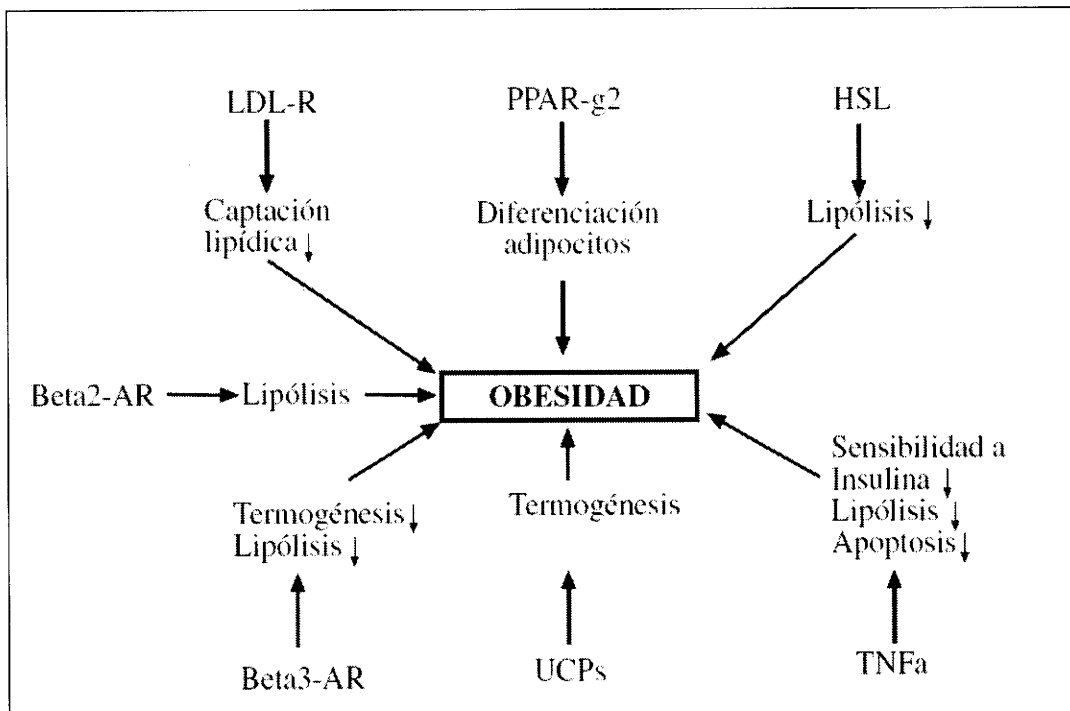 LDL-R
PPAR-g2
HSL
Captación
lipídica ↓
Diferenciación
adipocitos
Lipólisis ↓
Beta2-AR
Lipólisis
OBESIDAD
Termogénesis ↓
Lipólisis ↓
Termogénesis
Sensibilidad a
Insulina ↓
Lipólisis ↓
Apoptosis ↓
Beta3-AR
UCPs
TNFa